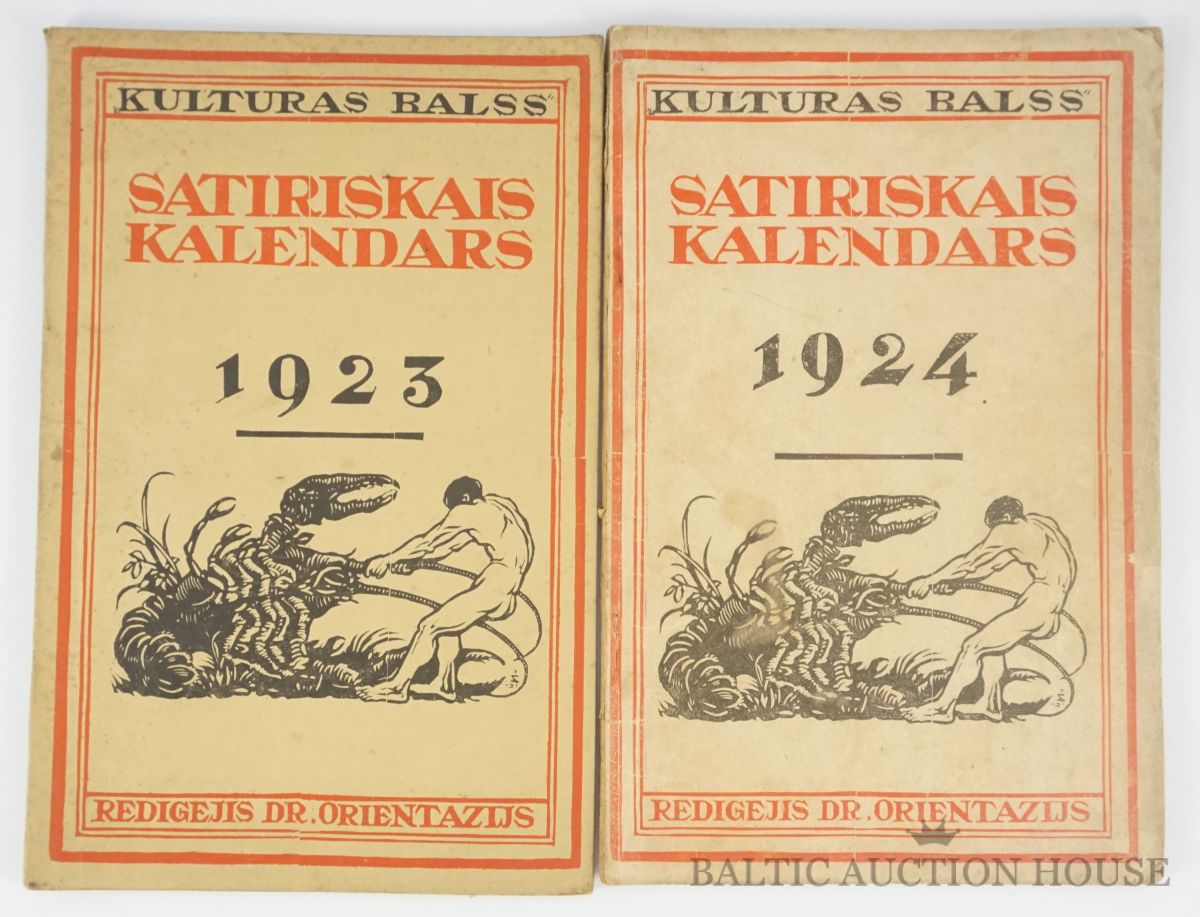 „KULTURAS BALSS"
SATIRISKAIS
KALENDARS
1923
REDIGEJIS DR. ORIENTAZIJS
„KULTURAS BALSS"
SATIRISKAIS
KALENDARS
1924
REDIGEJIS DR. ORIENTAZIJS
BALTIC AUCTION HOUSE